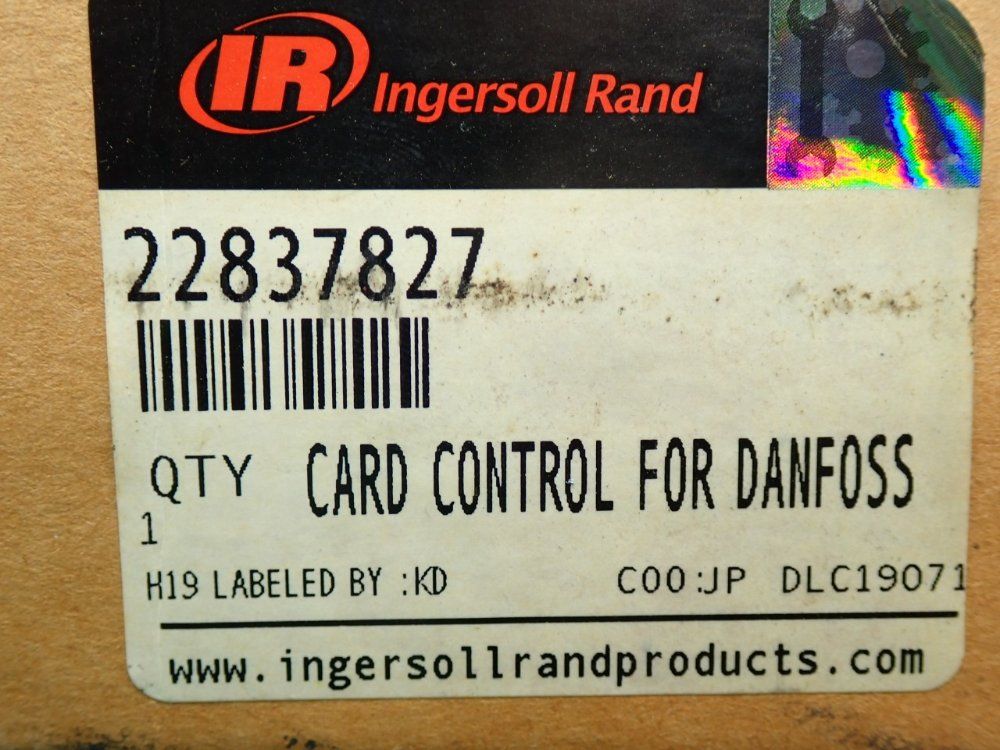 IR Ingersoll Rand
22837827
QTY CARD CONTROL FOR DANFOSS
1
H19 LABELED BY :KD COO:JP DLC19071
www.ingersollrandproducts.com